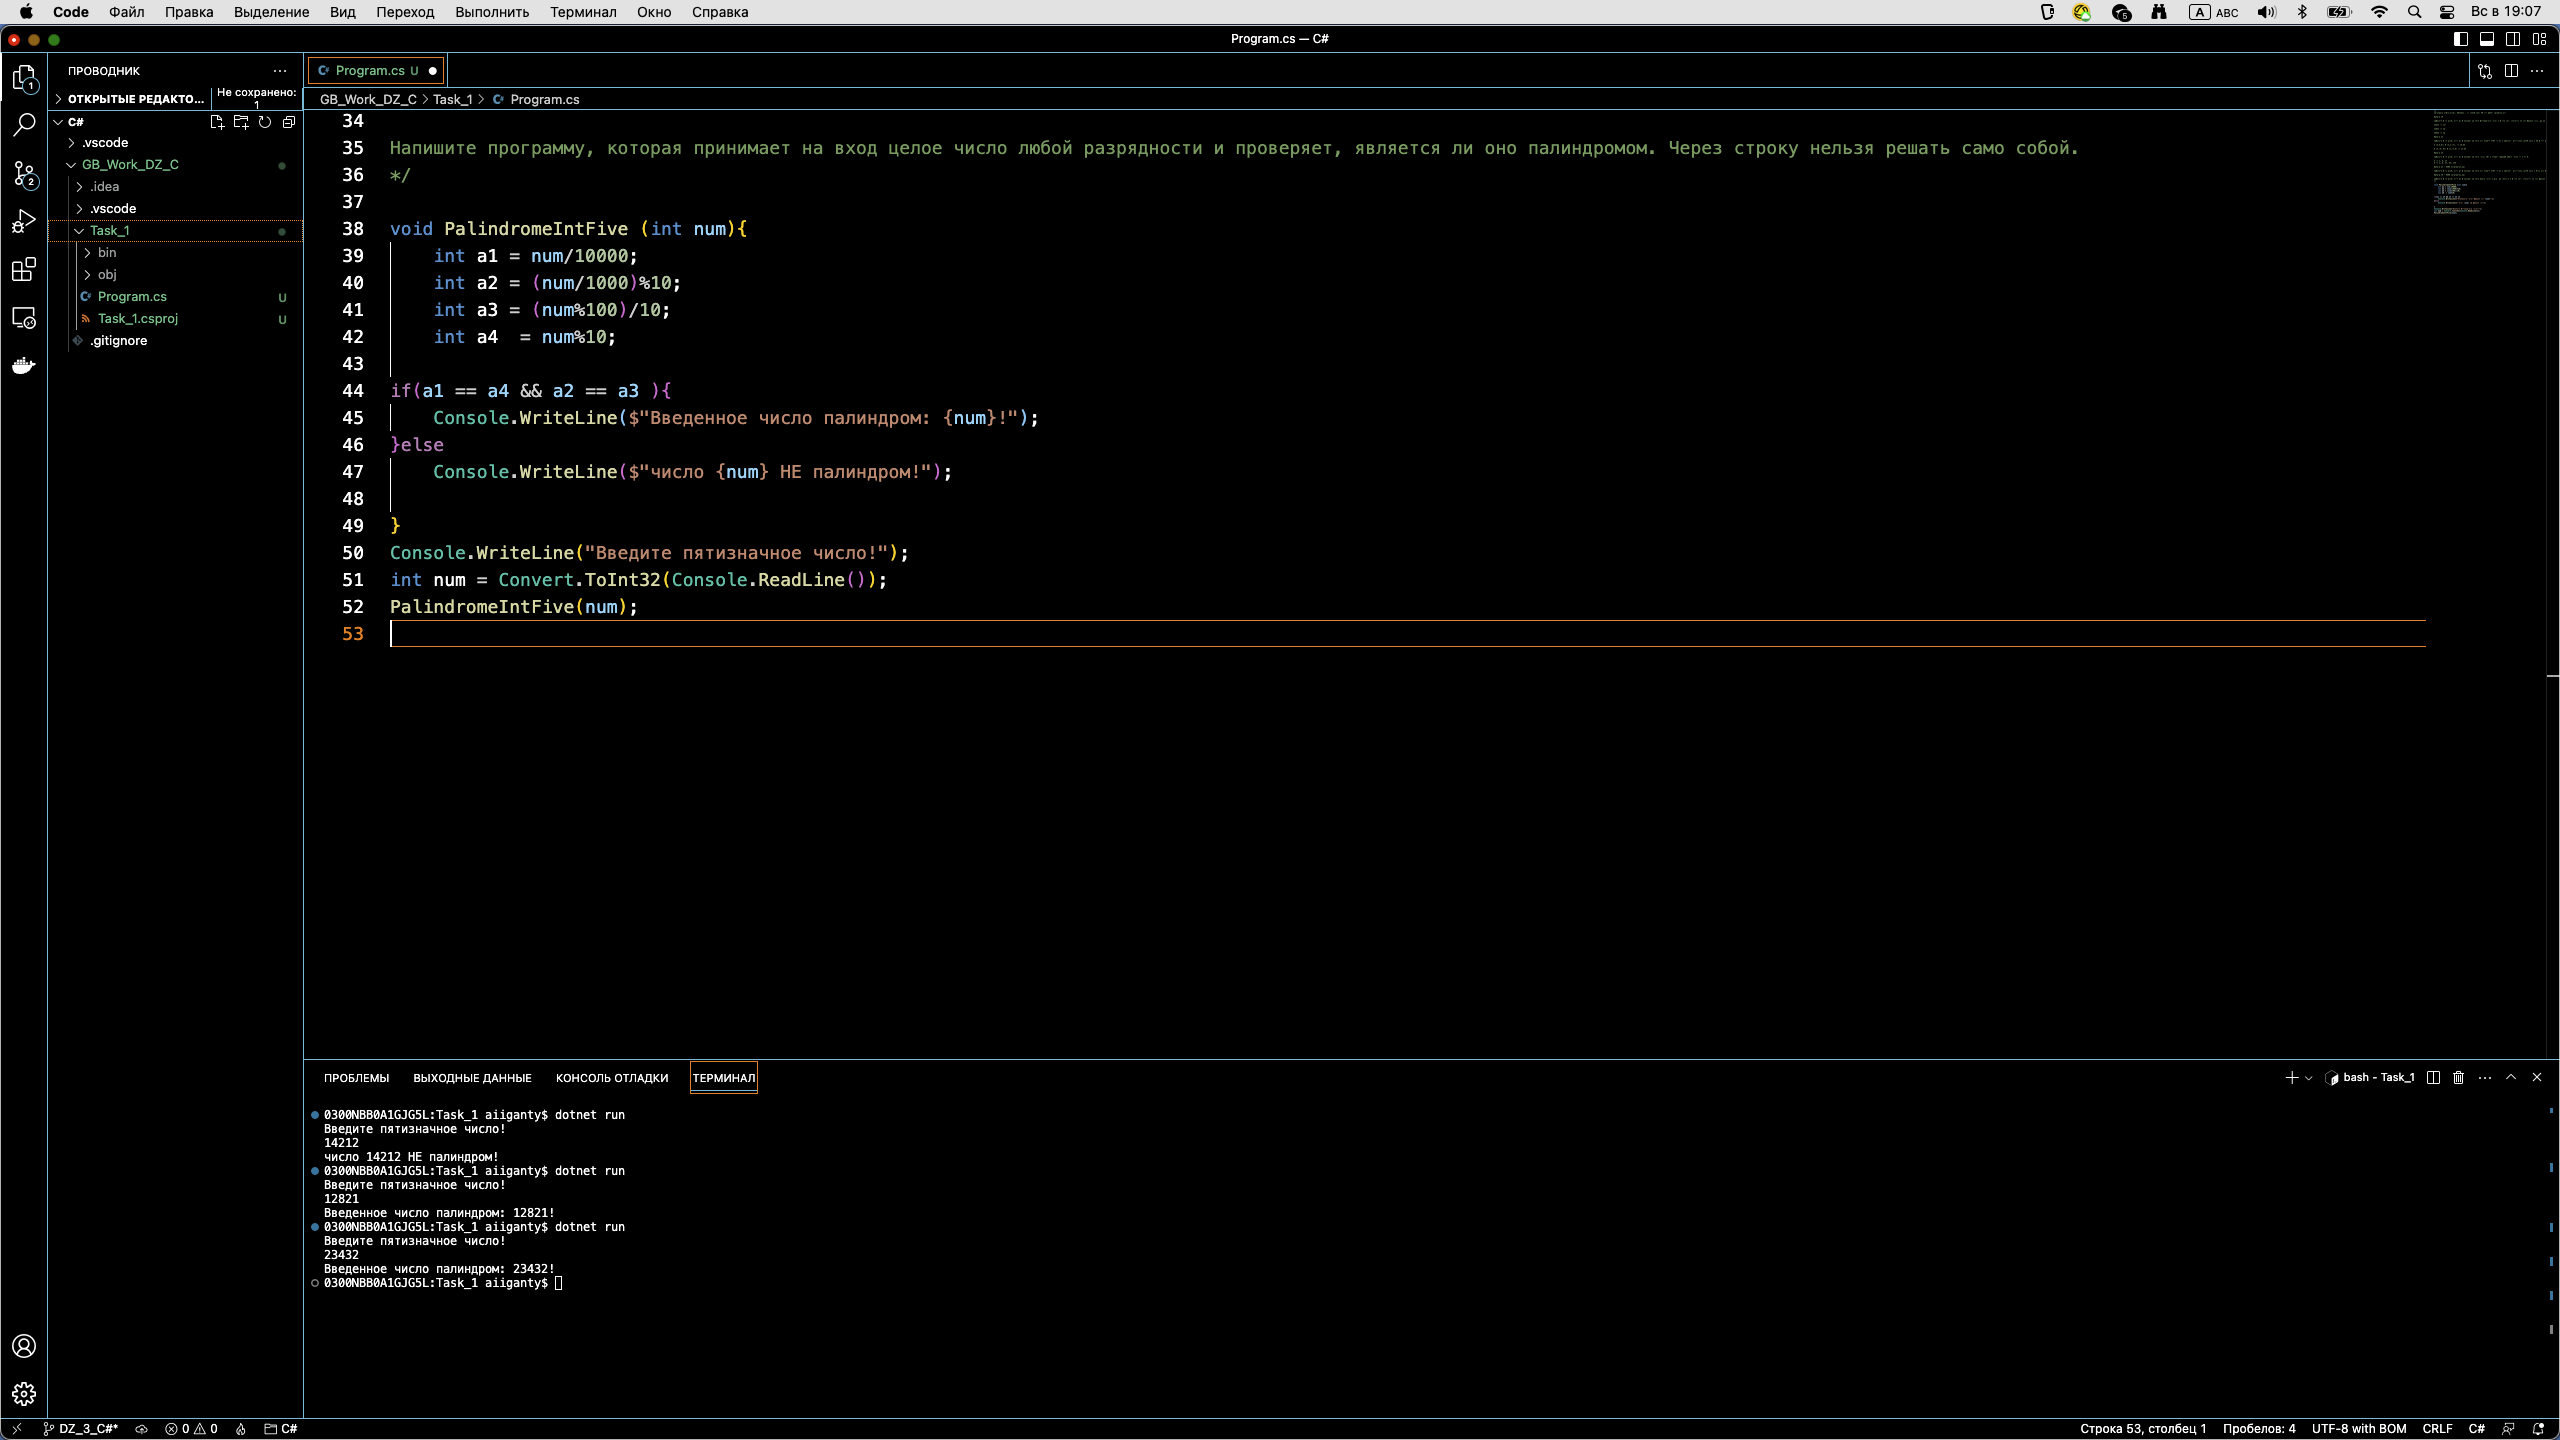 Code Файл Правка Выделение Вид Переход Выполнить Терминал Окно Справка
5 A ABC Вс в 19:07
Program.cs — C#
ПРОВОДНИК ···
ОТКРЫТЫЕ РЕДАКТО... Не сохранено: 1
C#
.vscode
GB_Work_DZ_C
.idea
.vscode
Task_1
bin
obj
Program.cs U
Task_1.csproj U
.gitignore
1
2
Program.cs U
GB_Work_DZ_C > Task_1 > Program.cs
34
35 Напишите программу, которая принимает на вход целое число любой разрядности и проверяет, является ли оно палиндромом. Через строку нельзя решать само собой.
36 */
37
38 void PalindromeIntFive (int num){
39 int a1 = num/10000;
40 int a2 = (num/1000)%10;
41 int a3 = (num%100)/10;
42 int a4  = num%10;
43
44 if(a1 == a4 && a2 == a3 ){
45 Console.WriteLine($"Введенное число палиндром: {num}!");
46 }else
47 Console.WriteLine($"число {num} НЕ палиндром!");
48
49 }
50 Console.WriteLine("Введите пятизначное число!");
51 int num = Convert.ToInt32(Console.ReadLine());
52 PalindromeIntFive(num);
53
ПРОБЛЕМЫ ВЫХОДНЫЕ ДАННЫЕ КОНСОЛЬ ОТЛАДКИ ТЕРМИНАЛ
bash - Task_1
0300NBB0A1GJG5L:Task_1 aiiganty$ dotnet run
Введите пятизначное число!
14212
число 14212 НЕ палиндром!
0300NBB0A1GJG5L:Task_1 aiiganty$ dotnet run
Введите пятизначное число!
12821
Введенное число палиндром: 12821!
0300NBB0A1GJG5L:Task_1 aiiganty$ dotnet run
Введите пятизначное число!
23432
Введенное число палиндром: 23432!
0300NBB0A1GJG5L:Task_1 aiiganty$
DZ_3_C#* 0 0 C#
Строка 53, столбец 1 Пробелов: 4 UTF-8 with BOM CRLF C#